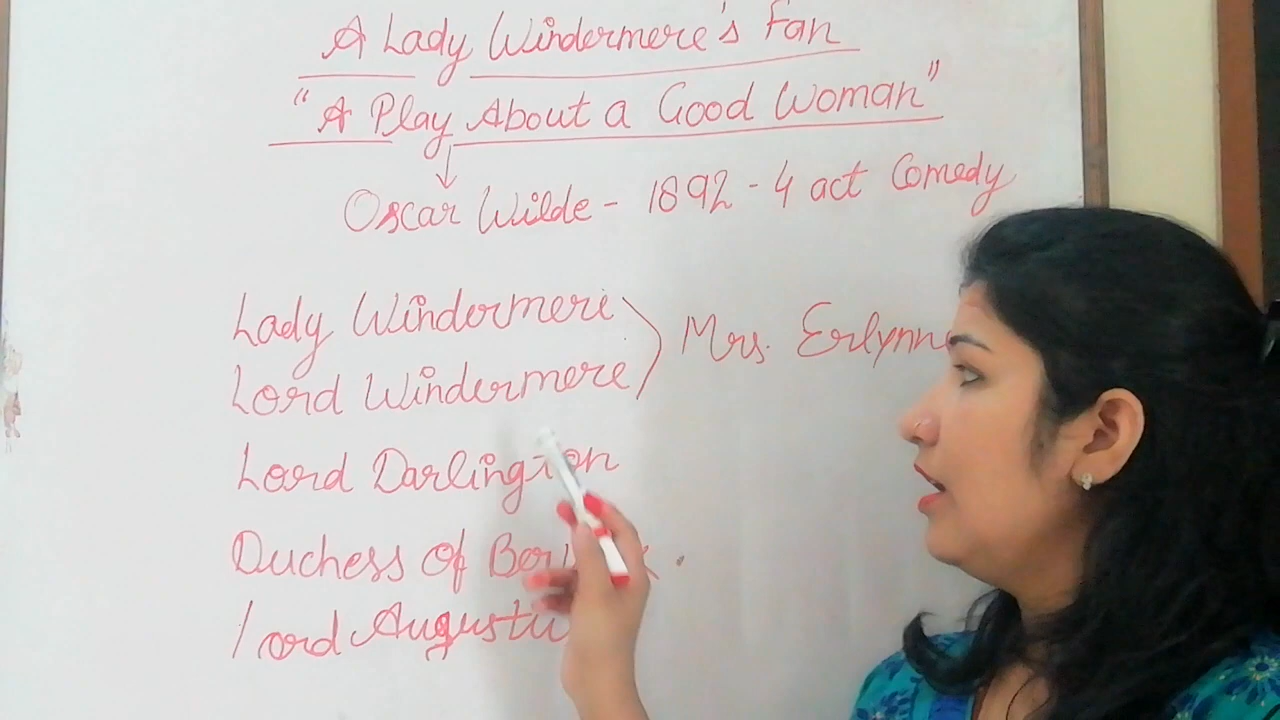 A Lady Windermere's Fan
"A Play About a Good Woman"
Oscar Wilde - 1892 - 4 act Comedy
Lady Windermere
Lord Windermere
Mrs. Erlynne
Lord Darlington
Duchess of
Lord